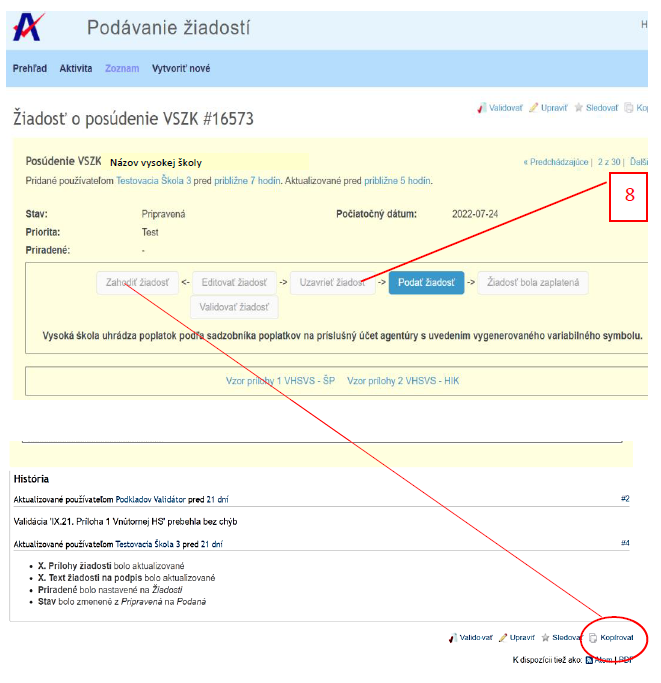 Podávanie žiadostí
H
Prehľad Aktivita Zoznam Vytvoriť nové
Validovať Upraviť Sledovať Kop
Žiadosť o posúdenie VSZK #16573
Posúdenie VSZK Názov vysokej školy
« Predchádzajúce | 2 z 30 | Ďalši
Pridané používateľom Testovacia Škola 3 pred približne 7 hodín. Aktualizované pred približne 5 hodín.
8
Stav: Pripravená Počiatočný dátum: 2022-07-24
Priorita: Test
Priradené: -
Zahodiť žiadosť <- Editovať žiadosť -> Uzavrieť žiadosť -> Podať žiadosť -> Žiadosť bola zaplatená
Validovať žiadosť
Vysoká škola uhrádza poplatok podľa sadzobníka poplatkov na príslušný účet agentúry s uvedením vygenerovaného variabilného symbolu.
Vzor prílohy 1 VHSVS - ŠP Vzor prílohy 2 VHSVS - HIK
História
Aktualizované používateľom Podkladov Validátor pred 21 dní #2
Validácia 'IX.21. Príloha 1 Vnútornej HS' prebehla bez chýb
Aktualizované používateľom Testovacia Škola 3 pred 21 dní #4
• X. Prílohy žiadosti bolo aktualizované
• X. Text žiadosti na podpis bolo aktualizované
• Priradené bolo nastavené na Žiadosti
• Stav bolo zmenené z Pripravená na Podaná
Validovať Upraviť Sledovať Kopírovať
K dispozícii tiež ako: Atom | PDF